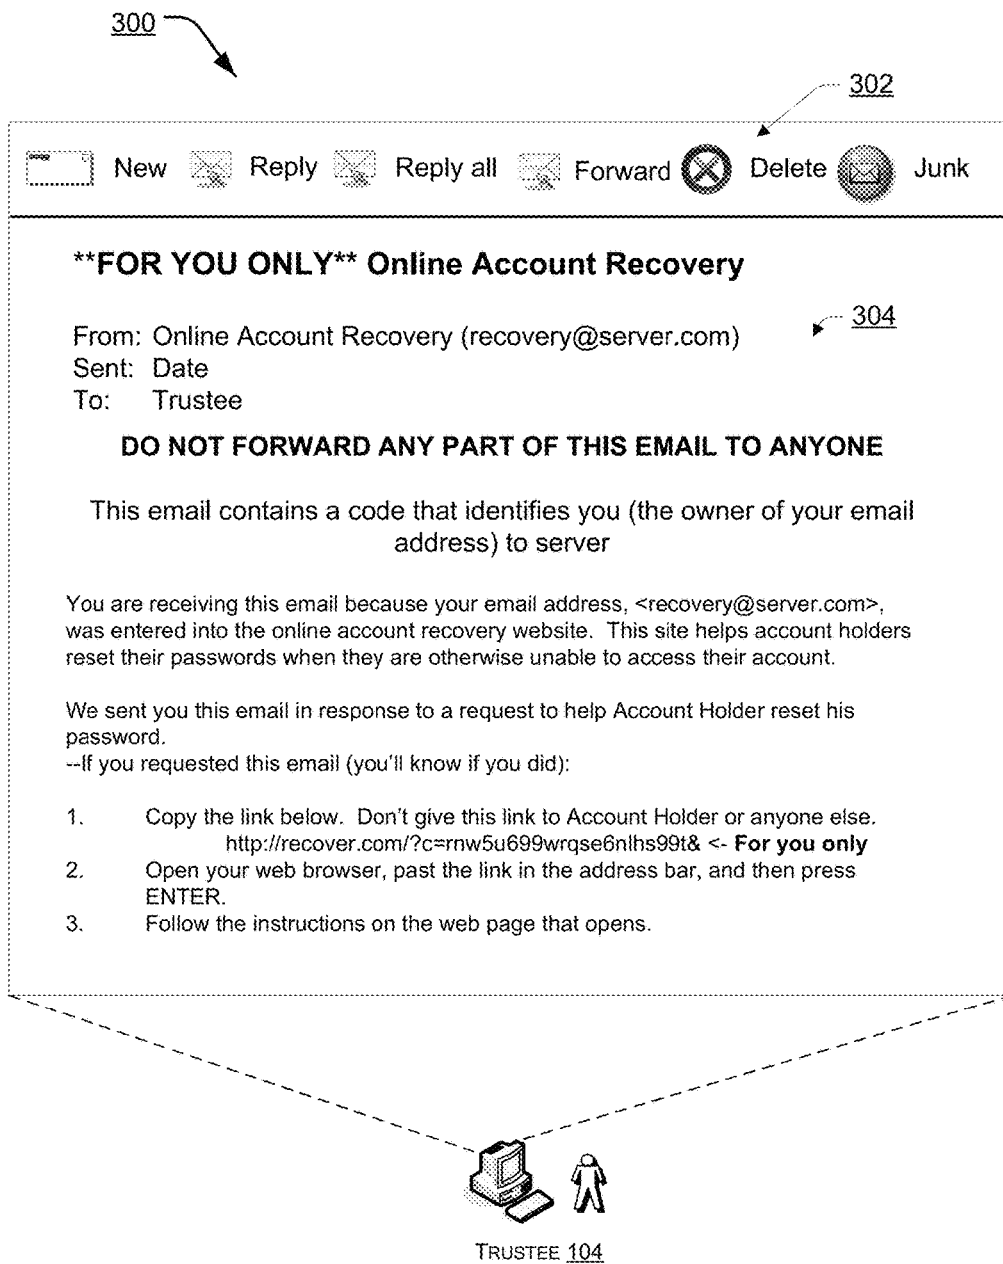 300
302
New Reply Reply all Forward Delete Junk
**FOR YOU ONLY** Online Account Recovery
304
From: Online Account Recovery (recovery@server.com)
Sent: Date
To: Trustee
DO NOT FORWARD ANY PART OF THIS EMAIL TO ANYONE
This email contains a code that identifies you (the owner of your email
address) to server
You are receiving this email because your email address, <recovery@server.com>,
was entered into the online account recovery website. This site helps account holders
reset their passwords when they are otherwise unable to access their account.
We sent you this email in response to a request to help Account Holder reset his
password.
--If you requested this email (you'll know if you did):
1. Copy the link below. Don't give this link to Account Holder or anyone else.
http://recover.com/?c=rnw5u699wrqse6nlhs99t& <- For you only
2. Open your web browser, past the link in the address bar, and then press
ENTER.
3. Follow the instructions on the web page that opens.
TRUSTEE 104